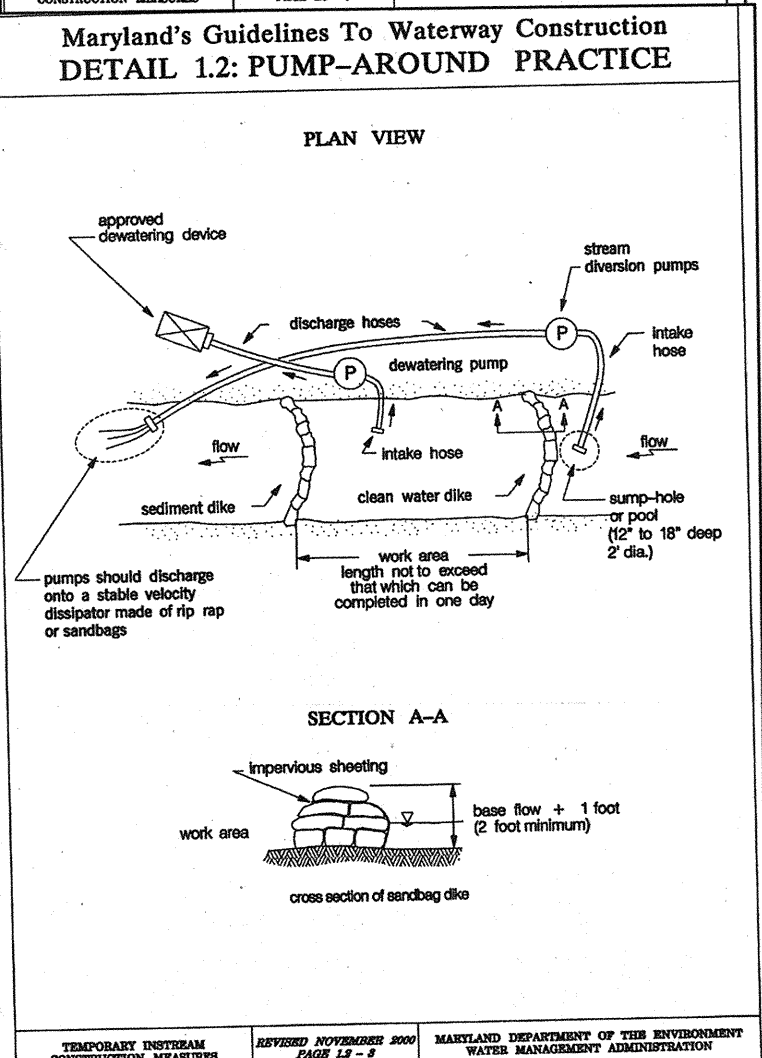 Maryland's Guidelines To Waterway Construction
DETAIL 1.2: PUMP–AROUND PRACTICE
PLAN VIEW
approved
dewatering device
stream
diversion pumps
discharge hoses
P
intake
hose
dewatering pump
P
A
A
flow
intake hose
flow
sediment dike
clean water dike
sump-hole
or pool
(12" to 18" deep
2' dia.)
work area
length not to exceed
that which can be
completed in one day
pumps should discharge
onto a stable velocity
dissipator made of rip rap
or sandbags
SECTION A–A
impervious sheeting
work area
base flow + 1 foot
(2 foot minimum)
cross section of sandbag dike
TEMPORARY INSTREAM
CONSTRUCTION MEASURES
REVISED NOVEMBER 2000
PAGE 1.2 - 3
MARYLAND DEPARTMENT OF THE ENVIRONMENT
WATER MANAGEMENT ADMINISTRATION